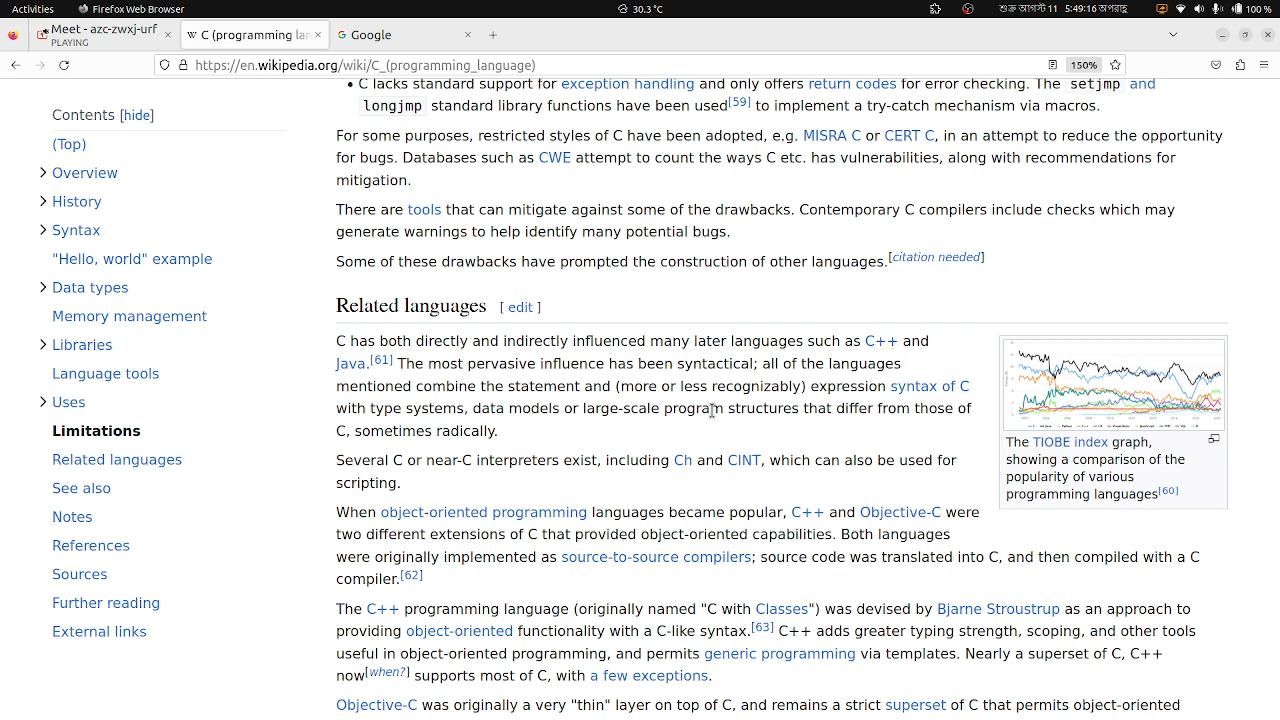 Activities Firefox Web Browser 30.3 °C শুক্র আগস্ট 11 5:49:16 অপরাহ্ণ 100 %
Meet - azc-zwxj-urf
PLAYING
C (programming lan
Google
https://en.wikipedia.org/wiki/C_(programming_language)
150%
Contents [hide]
(Top)
Overview
History
Syntax
"Hello, world" example
Data types
Memory management
Libraries
Language tools
Uses
Limitations
Related languages
See also
Notes
References
Sources
Further reading
External links
• C lacks standard support for exception handling and only offers return codes for error checking. The setjmp and
longjmp standard library functions have been used[59] to implement a try-catch mechanism via macros.
For some purposes, restricted styles of C have been adopted, e.g. MISRA C or CERT C, in an attempt to reduce the opportunity
for bugs. Databases such as CWE attempt to count the ways C etc. has vulnerabilities, along with recommendations for
mitigation.
There are tools that can mitigate against some of the drawbacks. Contemporary C compilers include checks which may
generate warnings to help identify many potential bugs.
Some of these drawbacks have prompted the construction of other languages.[citation needed]
Related languages [ edit ]
C has both directly and indirectly influenced many later languages such as C++ and
Java.[61] The most pervasive influence has been syntactical; all of the languages
mentioned combine the statement and (more or less recognizably) expression syntax of C
with type systems, data models or large-scale program structures that differ from those of
C, sometimes radically.
Several C or near-C interpreters exist, including Ch and CINT, which can also be used for
scripting.
The TIOBE index graph,
showing a comparison of the
popularity of various
programming languages[60]
When object-oriented programming languages became popular, C++ and Objective-C were
two different extensions of C that provided object-oriented capabilities. Both languages
were originally implemented as source-to-source compilers; source code was translated into C, and then compiled with a C
compiler.[62]
The C++ programming language (originally named "C with Classes") was devised by Bjarne Stroustrup as an approach to
providing object-oriented functionality with a C-like syntax.[63] C++ adds greater typing strength, scoping, and other tools
useful in object-oriented programming, and permits generic programming via templates. Nearly a superset of C, C++
now[when?] supports most of C, with a few exceptions.
Objective-C was originally a very "thin" layer on top of C, and remains a strict superset of C that permits object-oriented